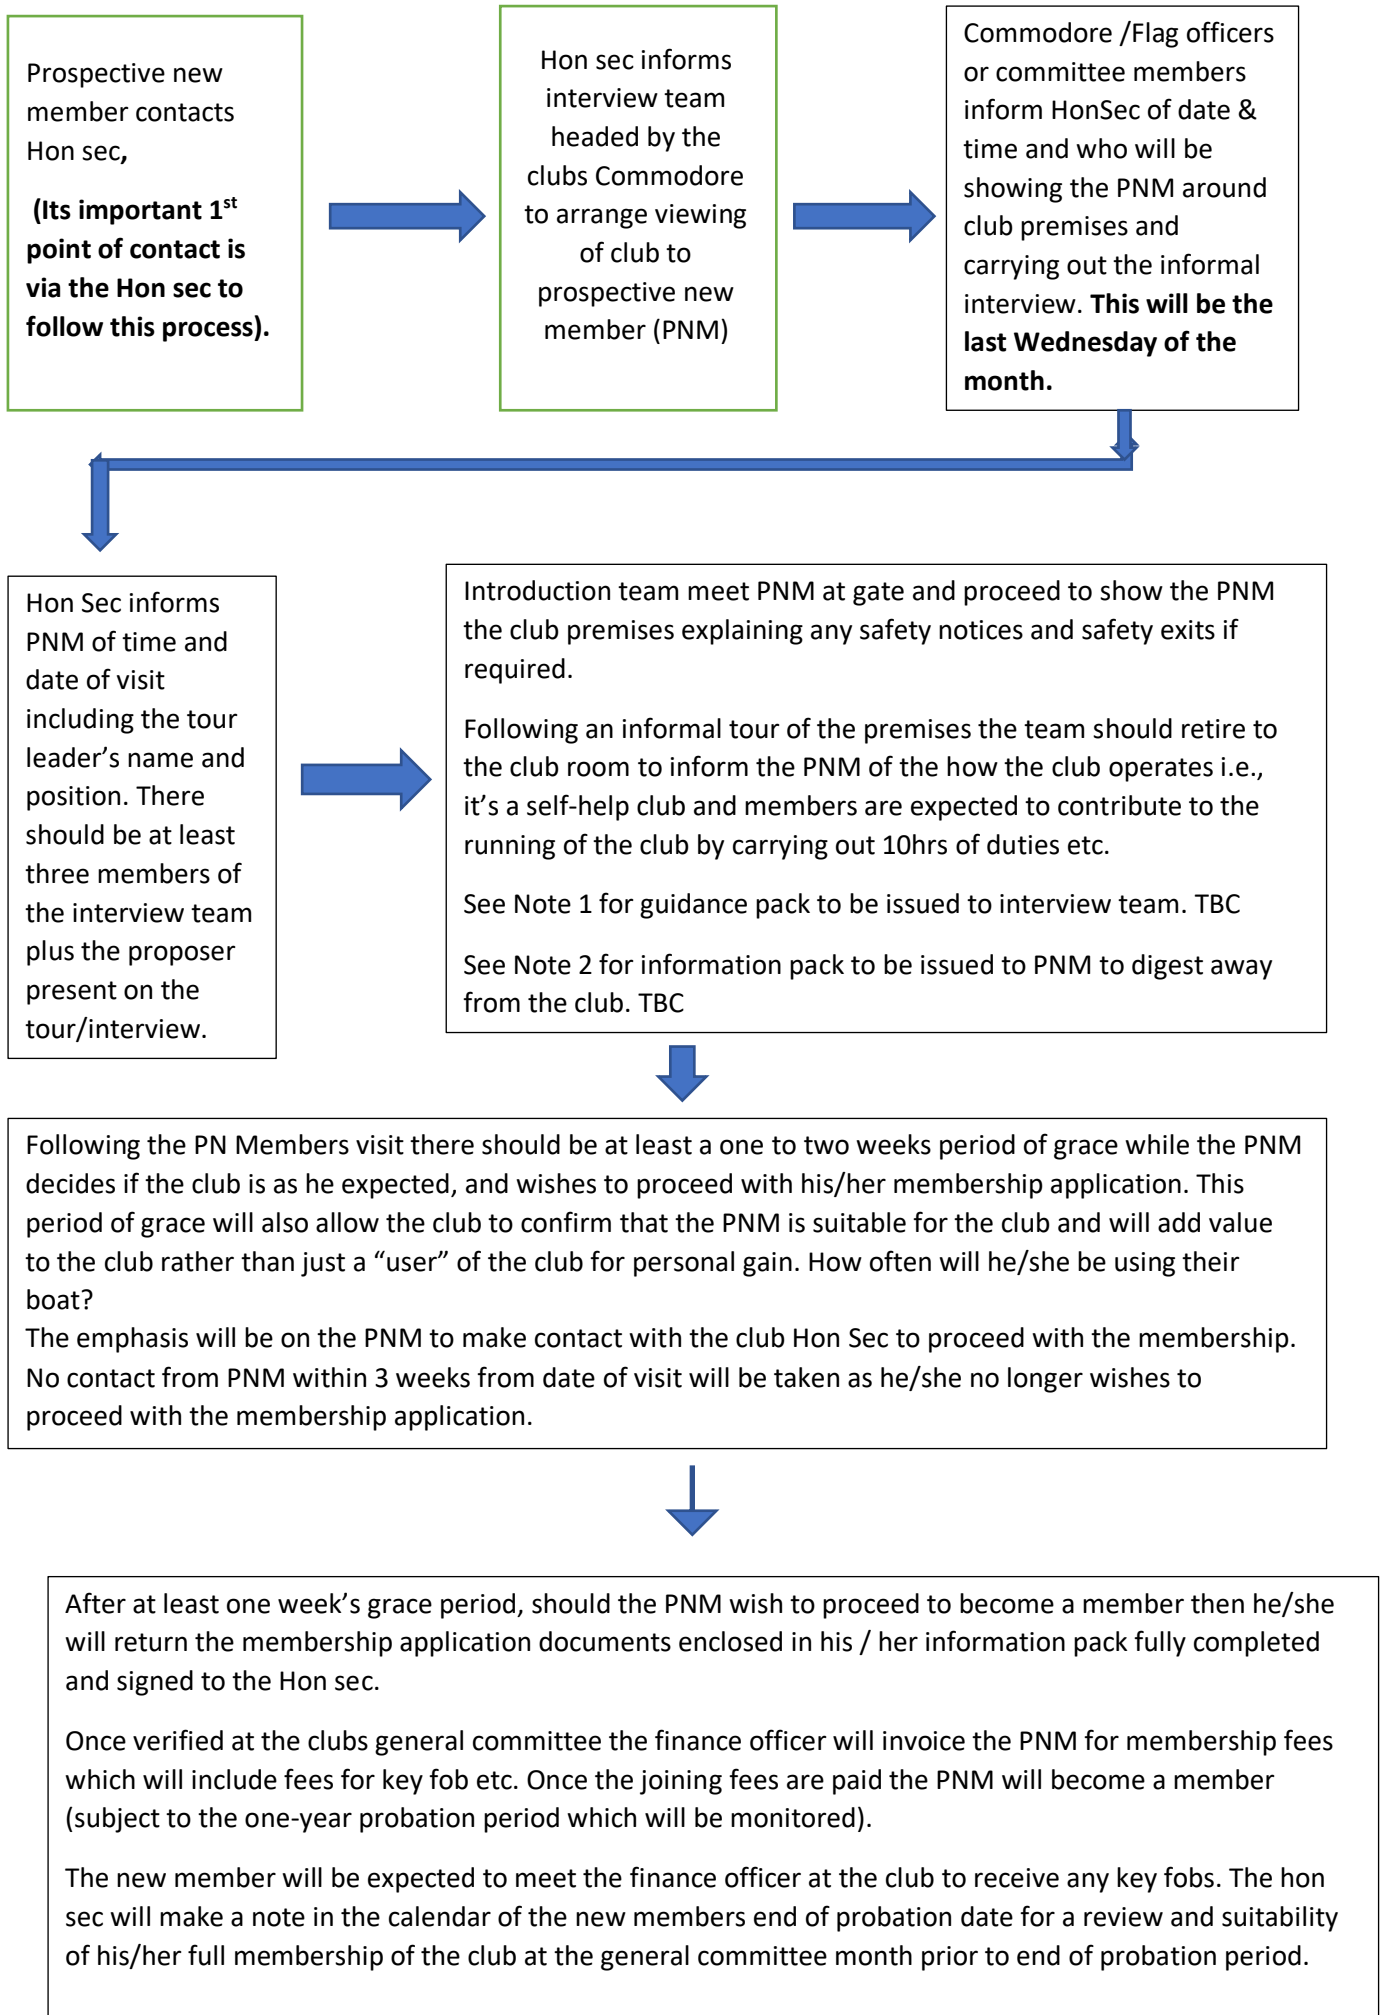 Prospective new
member contacts
Hon sec,
(Its important 1st
point of contact is
via the Hon sec to
follow this process).
Hon sec informs
interview team
headed by the
clubs Commodore
to arrange viewing
of club to
prospective new
member (PNM)
Commodore /Flag officers
or committee members
inform HonSec of date &
time and who will be
showing the PNM around
club premises and
carrying out the informal
interview. This will be the
last Wednesday of the
month.
Hon Sec informs
PNM of time and
date of visit
including the tour
leader’s name and
position. There
should be at least
three members of
the interview team
plus the proposer
present on the
tour/interview.
Introduction team meet PNM at gate and proceed to show the PNM
the club premises explaining any safety notices and safety exits if
required.
Following an informal tour of the premises the team should retire to
the club room to inform the PNM of the how the club operates i.e.,
it’s a self-help club and members are expected to contribute to the
running of the club by carrying out 10hrs of duties etc.
See Note 1 for guidance pack to be issued to interview team. TBC
See Note 2 for information pack to be issued to PNM to digest away
from the club. TBC
Following the PN Members visit there should be at least a one to two weeks period of grace while the PNM
decides if the club is as he expected, and wishes to proceed with his/her membership application. This
period of grace will also allow the club to confirm that the PNM is suitable for the club and will add value
to the club rather than just a “user” of the club for personal gain. How often will he/she be using their
boat?
The emphasis will be on the PNM to make contact with the club Hon Sec to proceed with the membership.
No contact from PNM within 3 weeks from date of visit will be taken as he/she no longer wishes to
proceed with the membership application.
After at least one week’s grace period, should the PNM wish to proceed to become a member then he/she
will return the membership application documents enclosed in his / her information pack fully completed
and signed to the Hon sec.
Once verified at the clubs general committee the finance officer will invoice the PNM for membership fees
which will include fees for key fob etc. Once the joining fees are paid the PNM will become a member
(subject to the one-year probation period which will be monitored).
The new member will be expected to meet the finance officer at the club to receive any key fobs. The hon
sec will make a note in the calendar of the new members end of probation date for a review and suitability
of his/her full membership of the club at the general committee month prior to end of probation period.